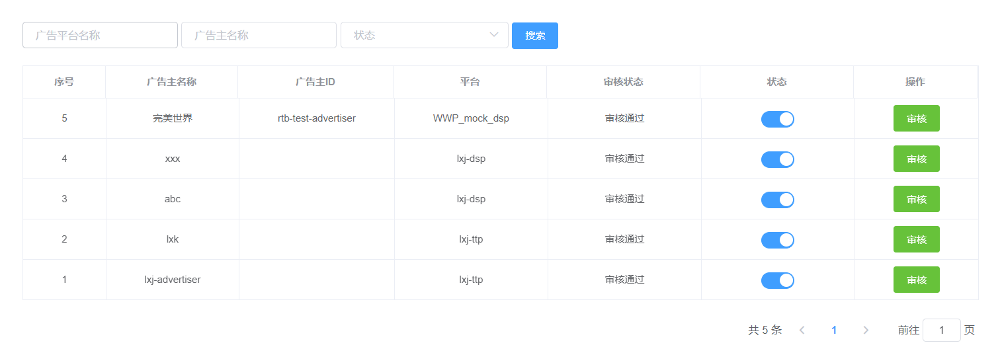 广告平台名称 广告主名称 状态 搜索
序号 广告主名称 广告主ID 平台 审核状态 状态 操作
5 完美世界 rtb-test-advertiser WWP_mock_dsp 审核通过 审核
4 xxx lxj-dsp 审核通过 审核
3 abc lxj-dsp 审核通过 审核
2 lxk lxj-ttp 审核通过 审核
1 lxj-advertiser lxj-ttp 审核通过 审核
共 5 条 1 前往 1 页